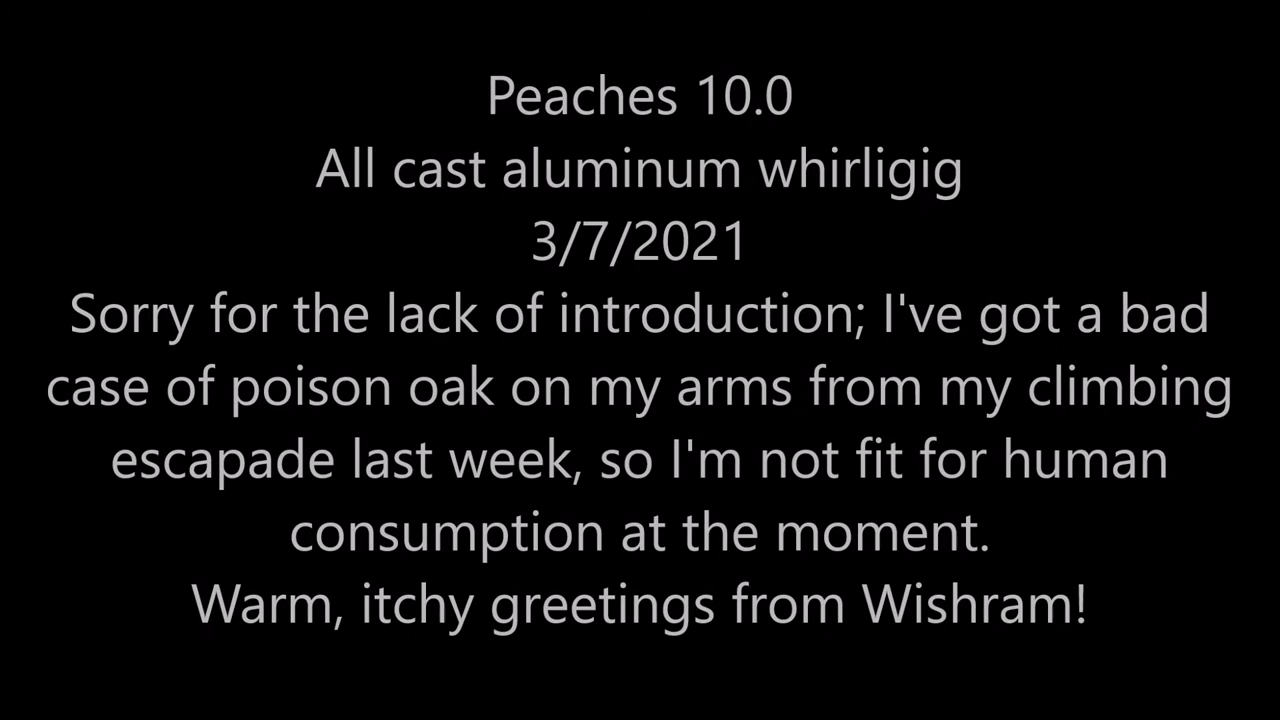 Peaches 10.0
All cast aluminum whirligig
3/7/2021
Sorry for the lack of introduction; I've got a bad
case of poison oak on my arms from my climbing
escapade last week, so I'm not fit for human
consumption at the moment.
Warm, itchy greetings from Wishram!